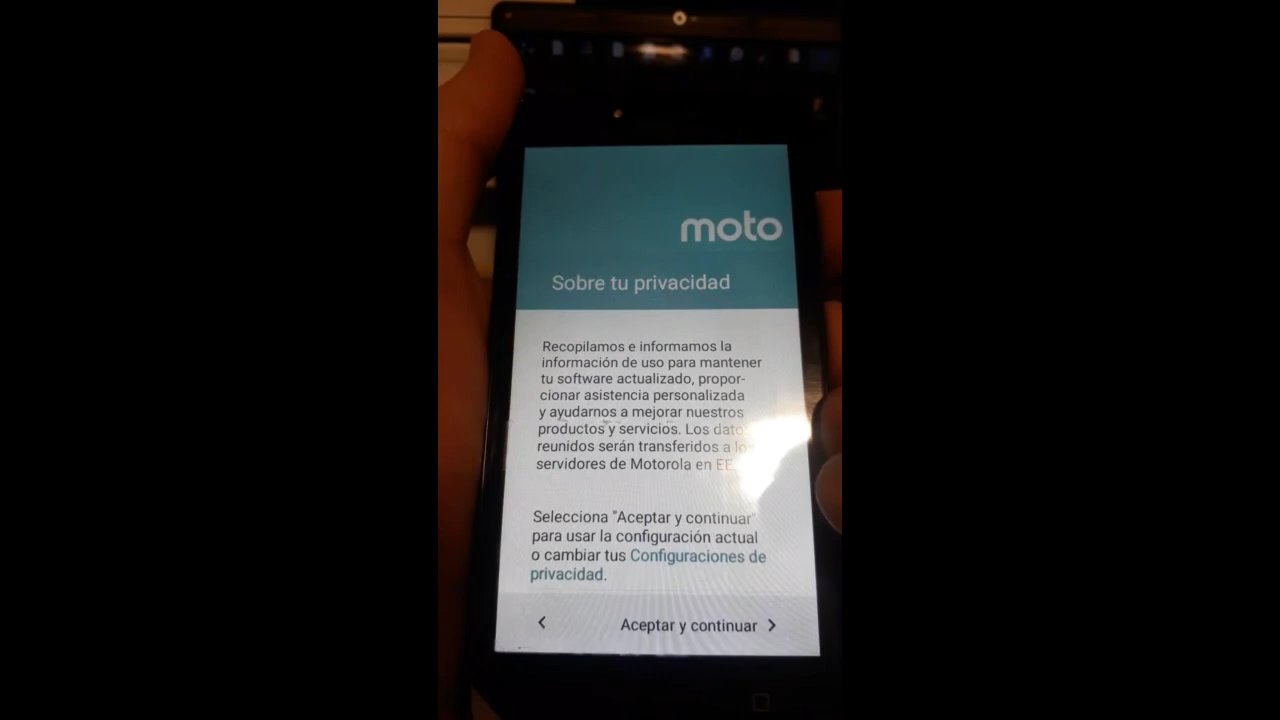 moto
Sobre tu privacidad
Recopilamos e informamos la
información de uso para mantener
tu software actualizado, propor-
cionar asistencia personalizada
y ayudarnos a mejorar nuestros
productos y servicios. Los
reunidos serán transferidos a
servidores de Motorola en
Selecciona "Aceptar y continuar"
para usar la configuración actual
o cambiar tus Configuraciones de
privacidad.
Aceptar y continuar